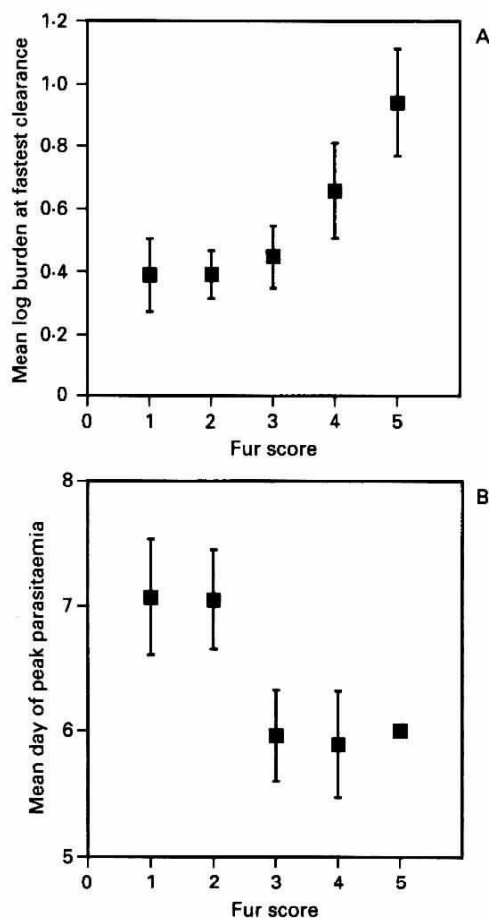 A
Mean log burden at fastest clearance
1·2
1·0
0·8
0·6
0·4
0·2
0
0 1 2 3 4 5
Fur score
B
Mean day of peak parasitaemia
8
7
6
5
0 1 2 3 4 5
Fur score